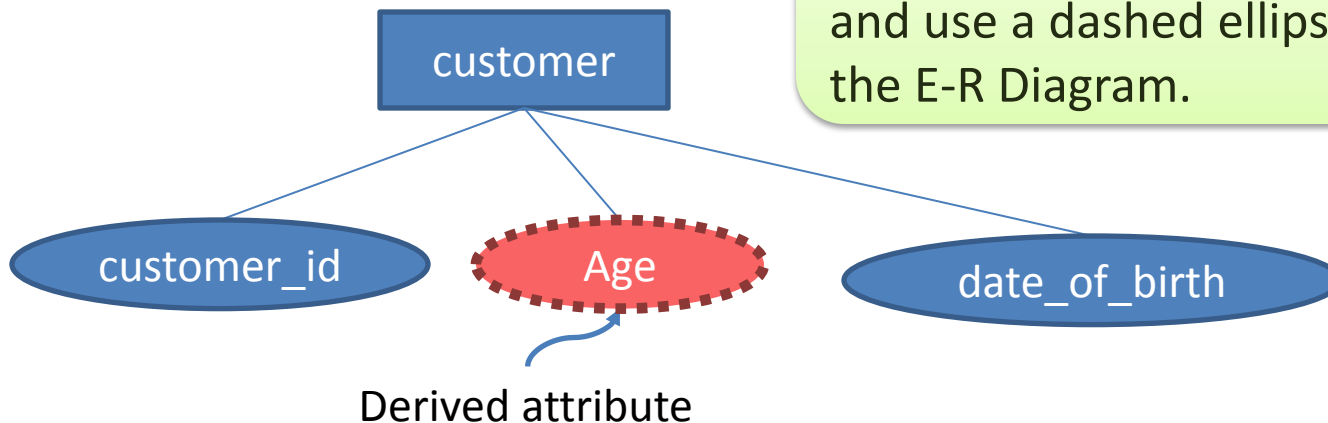 and use a dashed ellips
the E-R Diagram.
customer
customer_id
Age
date_of_birth
Derived attribute